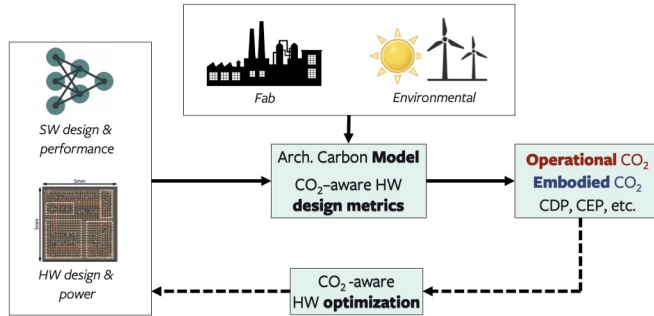 Fab
Environmental
SW design &
performance
5mm
5mm
HW design &
power
Arch. Carbon Model
CO₂–aware HW
design metrics
Operational CO₂
Embodied CO₂
CDP, CEP, etc.
CO₂ -aware
HW optimization